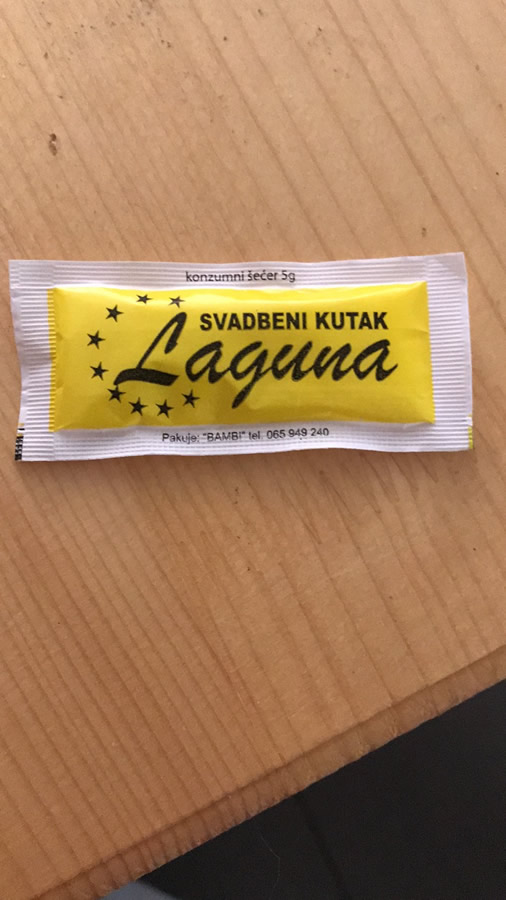 konzumni šećer 5g
SVADBENI KUTAK
Laguna
Pakuje: "BAMBI" tel. 065 949 240